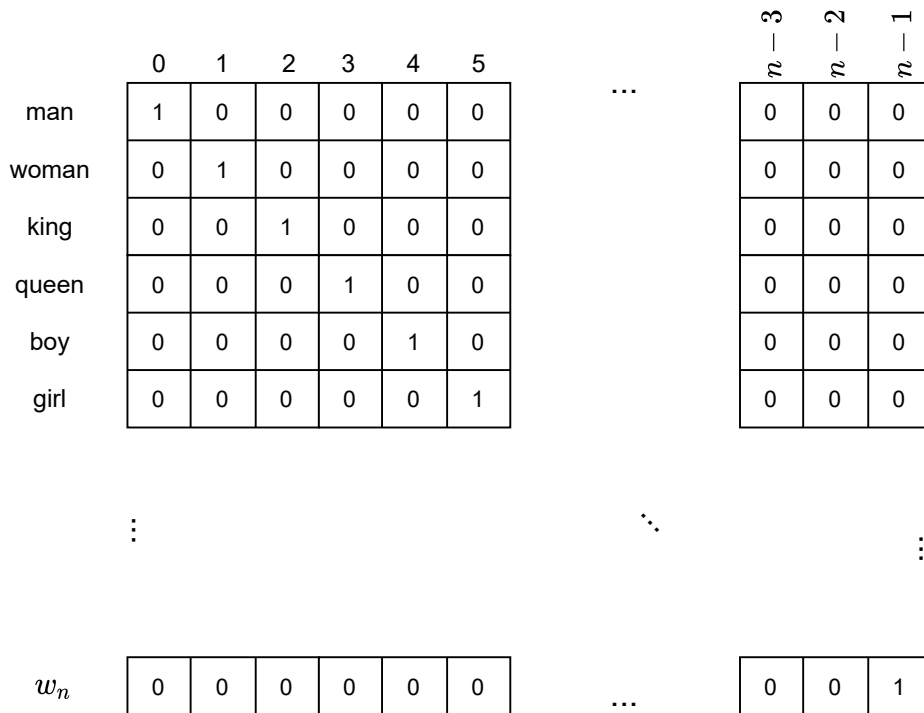 0 1 2 3 4 5 ... n − 3 n − 2 n − 1
man 1 0 0 0 0 0 0 0 0
woman 0 1 0 0 0 0 0 0 0
king 0 0 1 0 0 0 0 0 0
queen 0 0 0 1 0 0 0 0 0
boy 0 0 0 0 1 0 0 0 0
girl 0 0 0 0 0 1 0 0 0
⋮ ⋱ ⋮
wₙ 0 0 0 0 0 0 ... 0 0 1